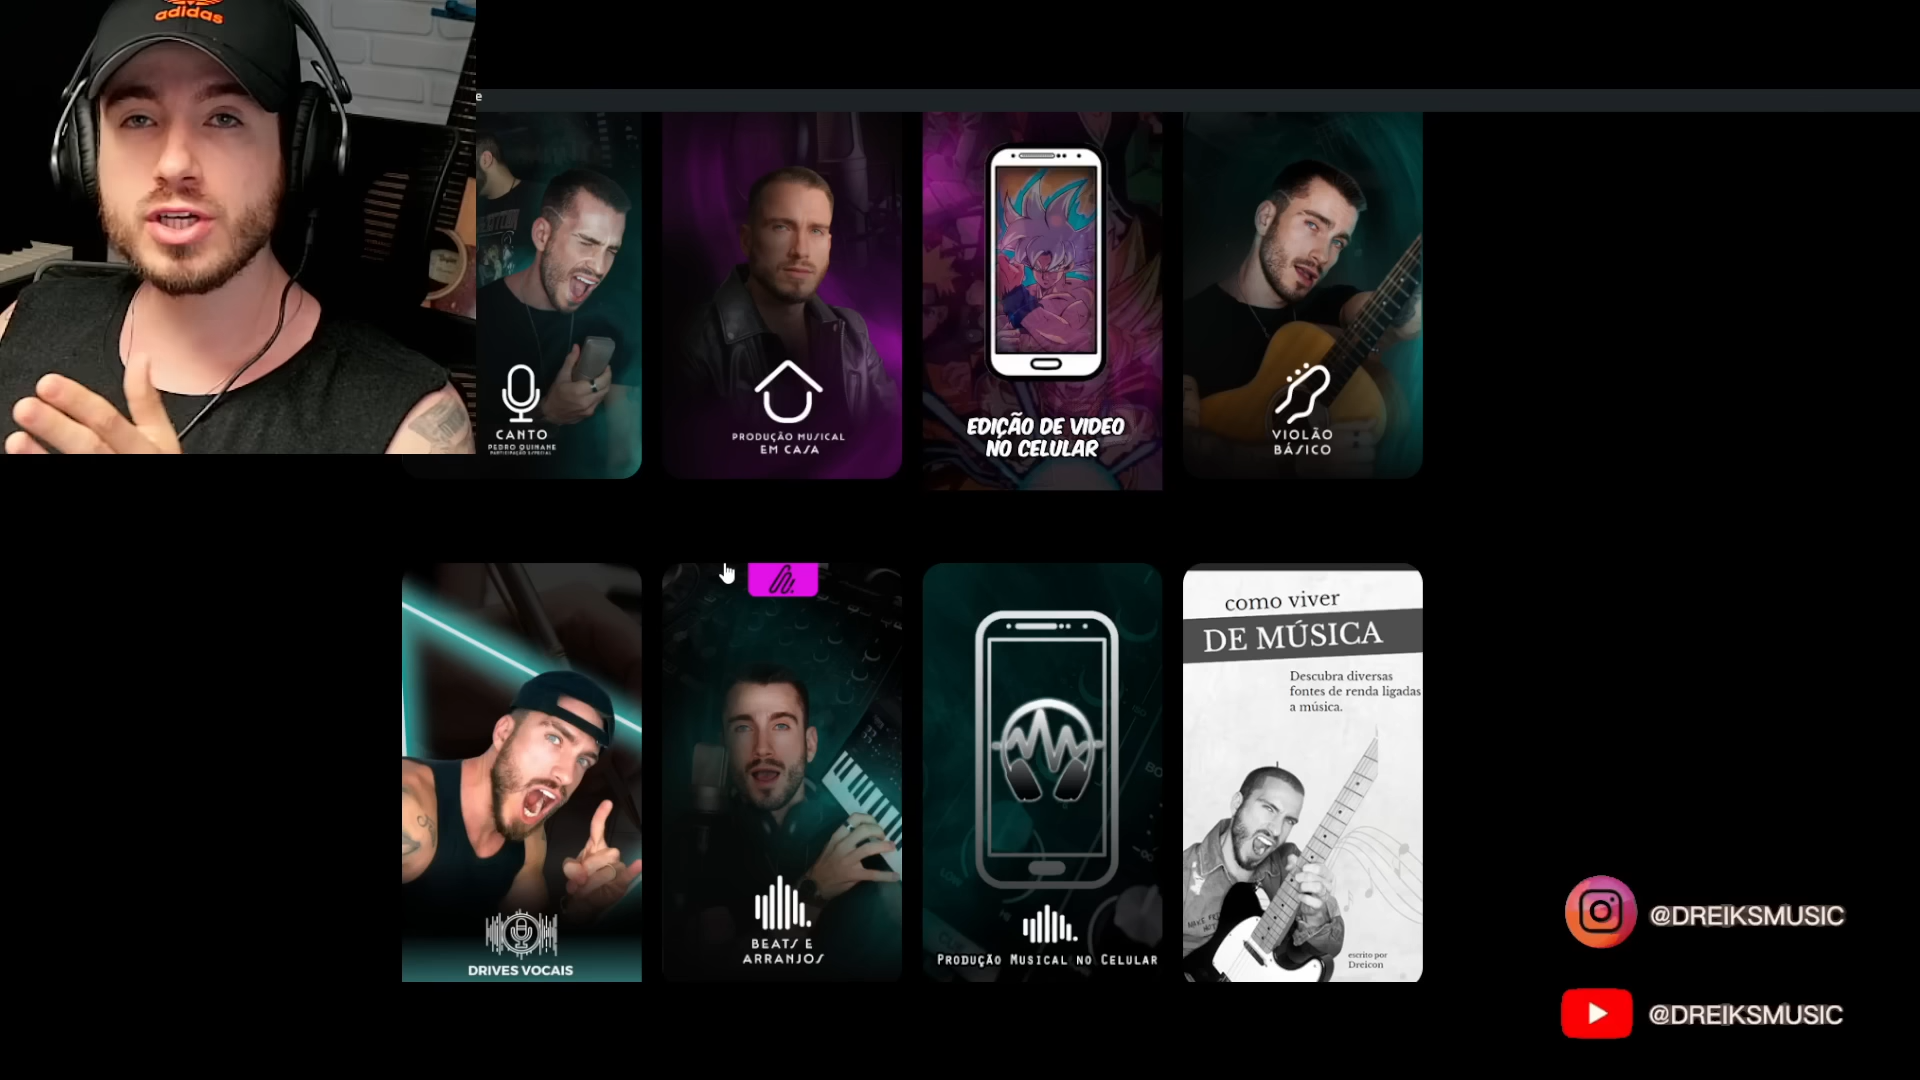 adidas
e
CANTO
PEDRO QUINANE
PARTICIPAÇÃO ESPECIAL
PRODUÇÃO MUSICAL
EM CASA
EDIÇÃO DE VIDEO
NO CELULAR
VIOLÃO
BÁSICO
DRIVES VOCAIS
BEATS E
ARRANJOS
PRODUÇÃO MUSICAL NO CELULAR
como viver
DE MÚSICA
Descubra diversas
fontes de renda ligadas
a música.
escrito por
Dreicon
@DREIKSMUSIC
@DREIKSMUSIC